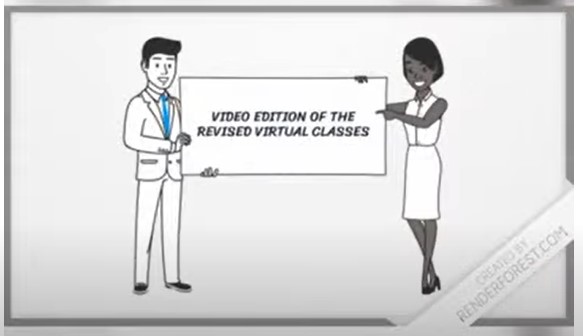 VIDEO EDITION OF THE
REVISED VIRTUAL CLASSES
CREATED BY
RENDERFOREST.COM